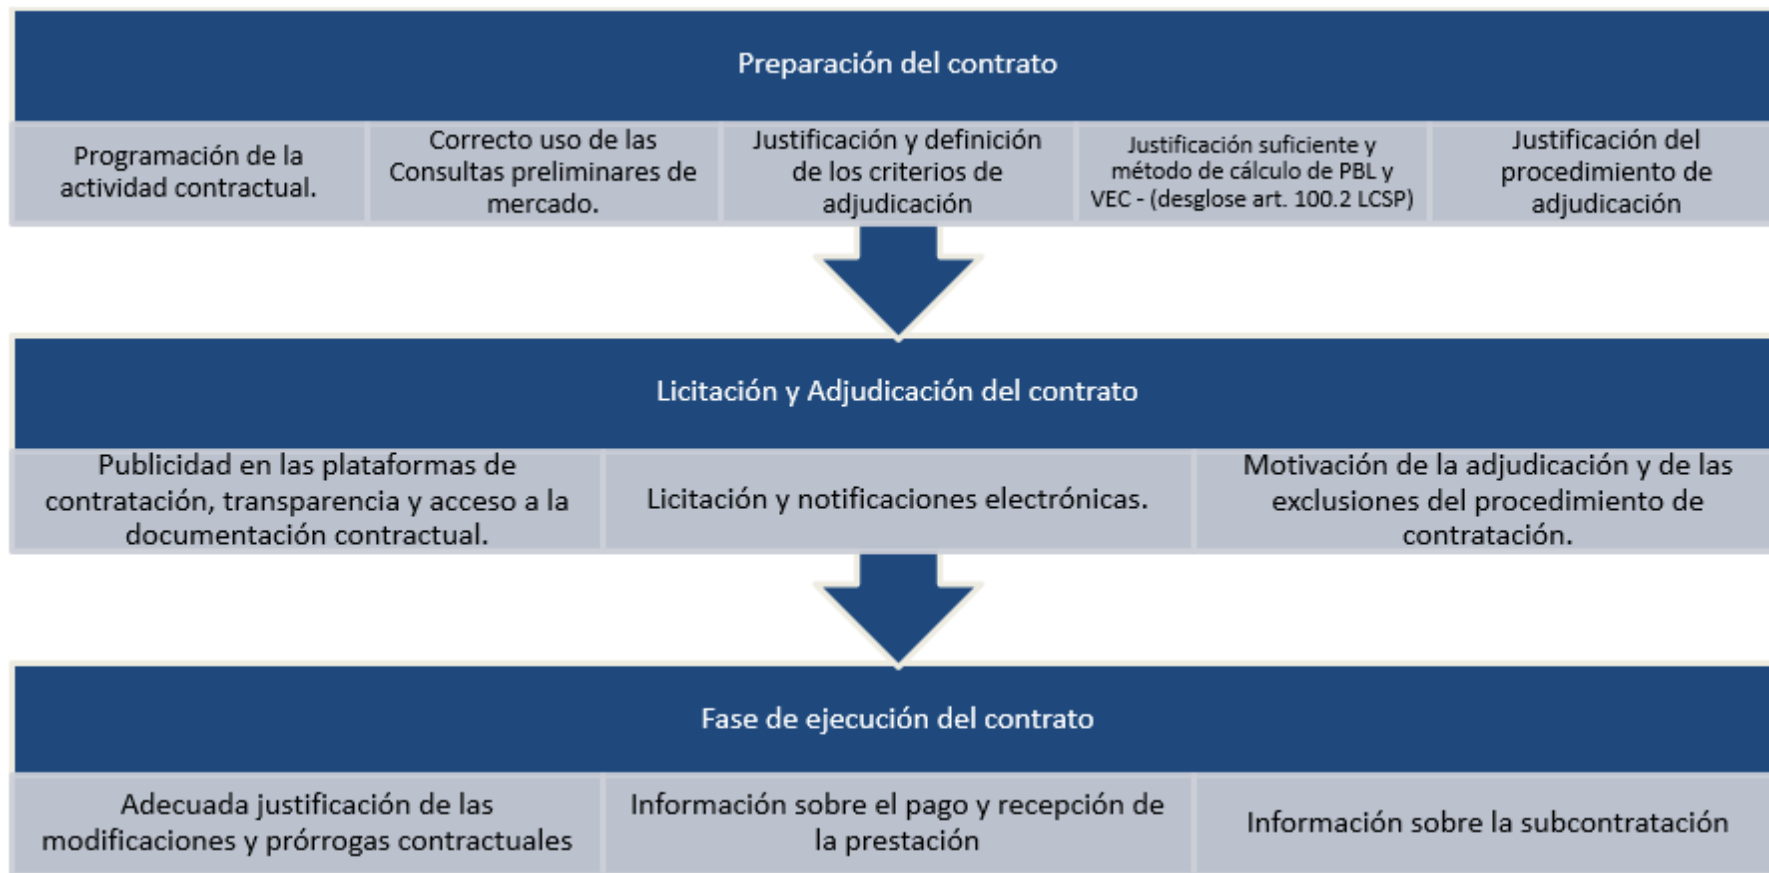 Preparación del contrato
Programación de la
actividad contractual.
Correcto uso de las
Consultas preliminares de
mercado.
Justificación y definición
de los criterios de
adjudicación
Justificación suficiente y
método de cálculo de PBL y
VEC - (desglose art. 100.2 LCSP)
Justificación del
procedimiento de
adjudicación
Licitación y Adjudicación del contrato
Publicidad en las plataformas de
contratación, transparencia y acceso a la
documentación contractual.
Licitación y notificaciones electrónicas.
Motivación de la adjudicación y de las
exclusiones del procedimiento de
contratación.
Fase de ejecución del contrato
Adecuada justificación de las
modificaciones y prórrogas contractuales
Información sobre el pago y recepción de
la prestación
Información sobre la subcontratación